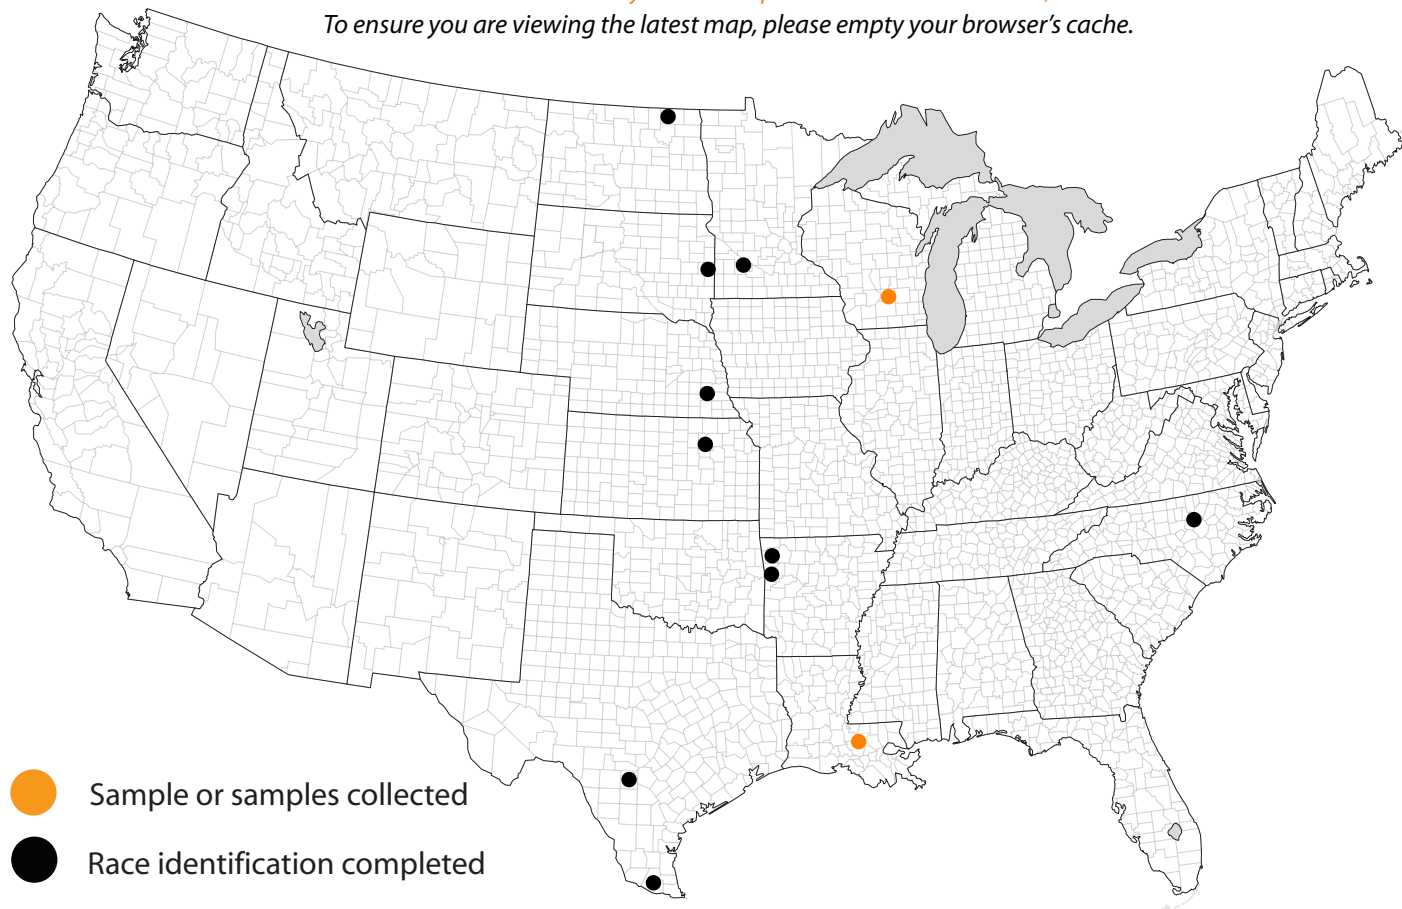 To ensure you are viewing the latest map, please empty your browser's cache.
Sample or samples collected
Race identification completed